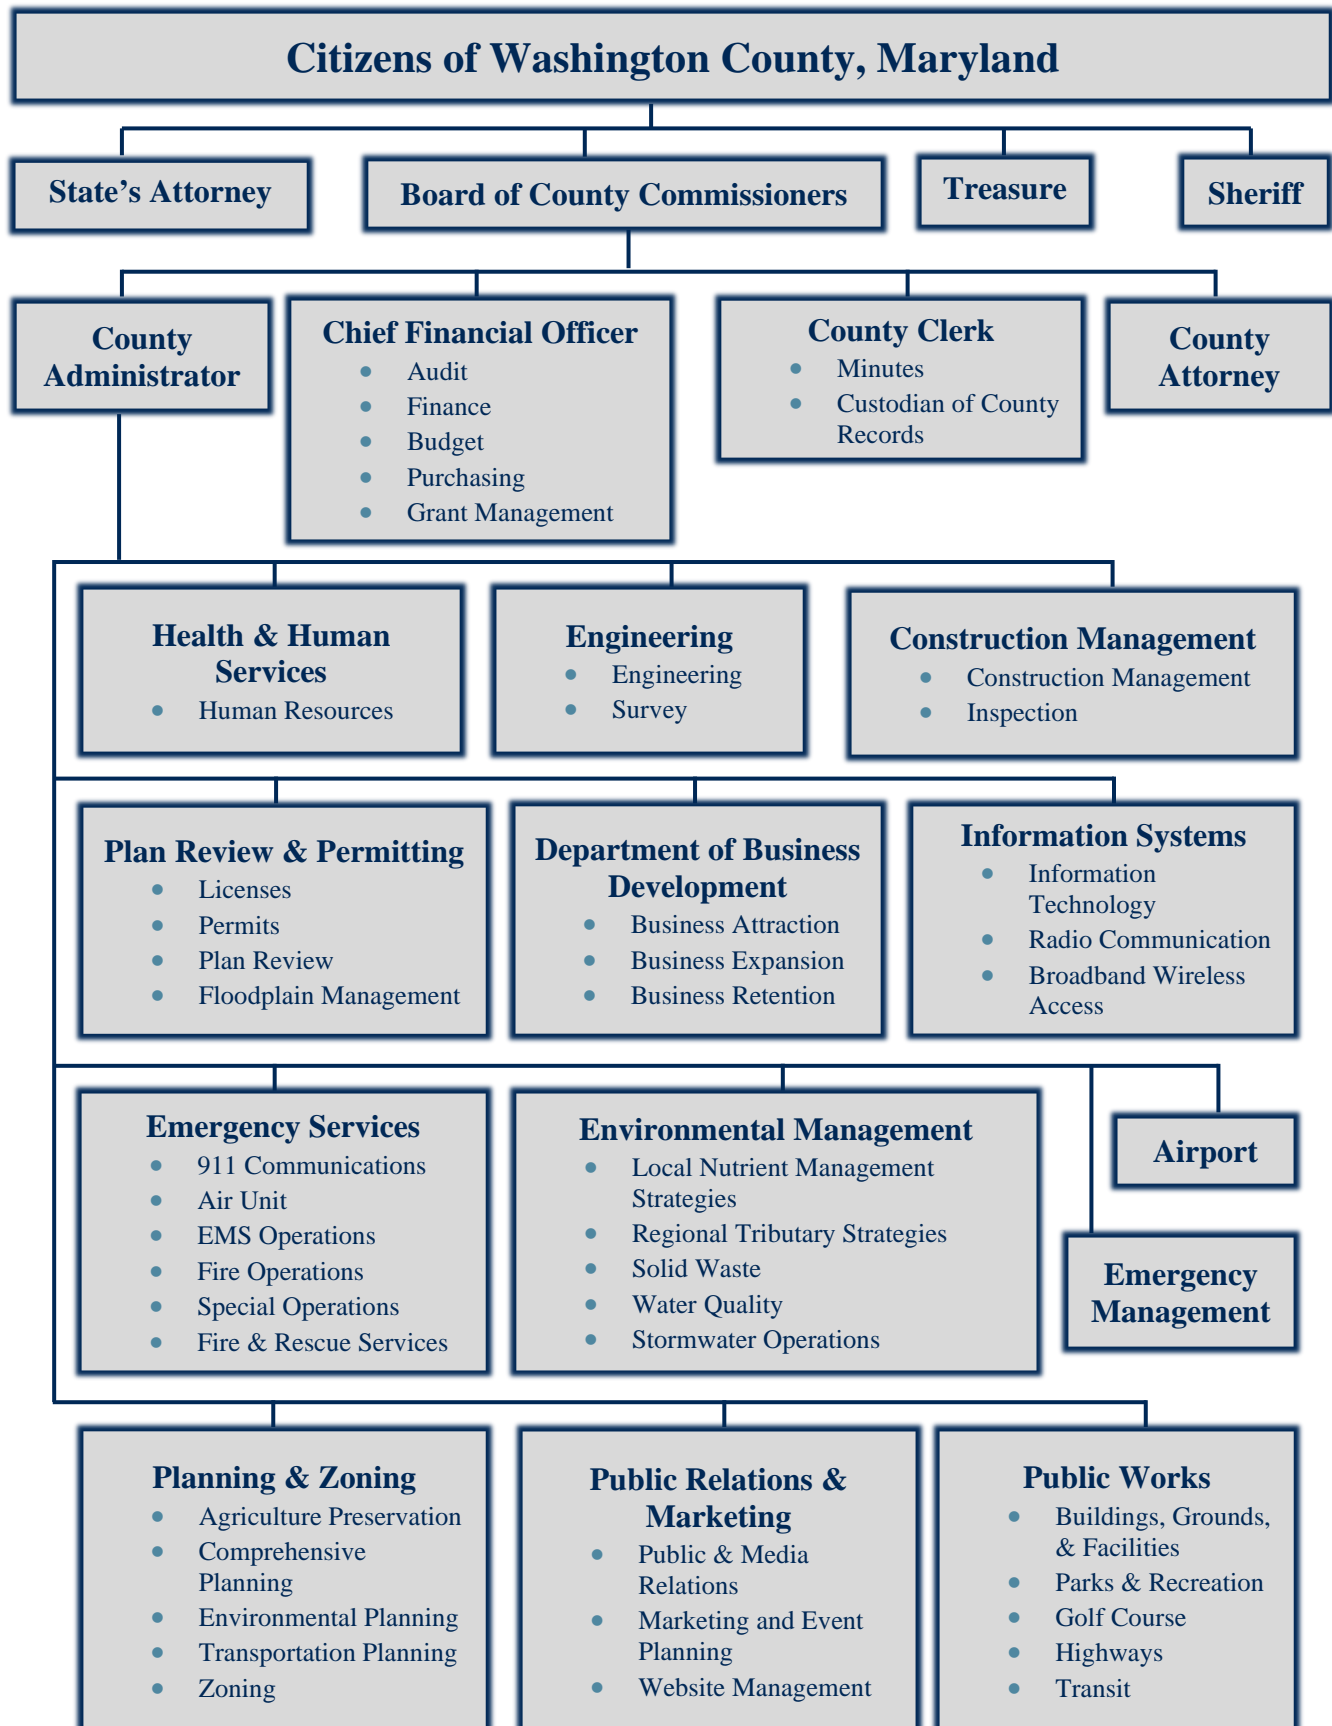 Citizens of Washington County, Maryland
State’s Attorney
Board of County Commissioners
Treasure
Sheriff
County
Administrator
Chief Financial Officer
Audit
Finance
Budget
Purchasing
Grant Management
County Clerk
Minutes
Custodian of County
Records
County
Attorney
Health & Human
Services
Human Resources
Engineering
Engineering
Survey
Construction Management
Construction Management
Inspection
Plan Review & Permitting
Licenses
Permits
Plan Review
Floodplain Management
Department of Business
Development
Business Attraction
Business Expansion
Business Retention
Information Systems
Information
Technology
Radio Communication
Broadband Wireless
Access
Emergency Services
911 Communications
Air Unit
EMS Operations
Fire Operations
Special Operations
Fire & Rescue Services
Environmental Management
Local Nutrient Management
Strategies
Regional Tributary Strategies
Solid Waste
Water Quality
Stormwater Operations
Airport
Emergency
Management
Planning & Zoning
Agriculture Preservation
Comprehensive
Planning
Environmental Planning
Transportation Planning
Zoning
Public Relations &
Marketing
Public & Media
Relations
Marketing and Event
Planning
Website Management
Public Works
Buildings, Grounds,
& Facilities
Parks & Recreation
Golf Course
Highways
Transit